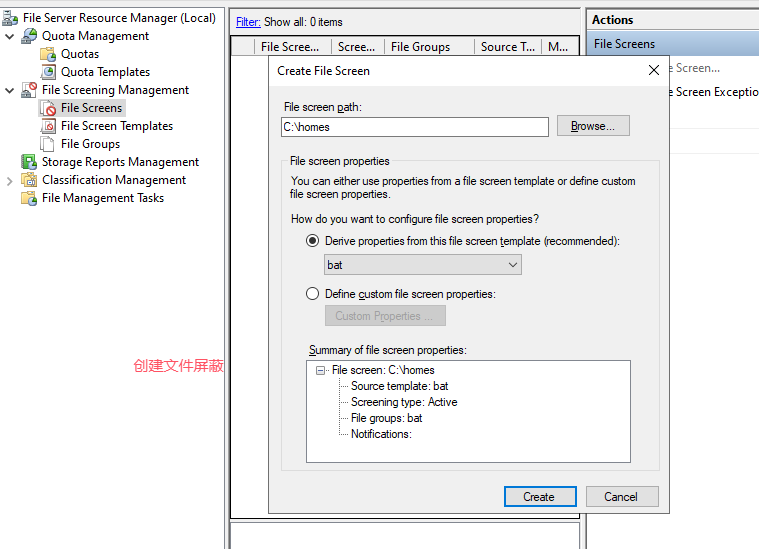 File Server Resource Manager (Local)
Quota Management
Quotas
Quota Templates
File Screening Management
File Screens
File Screen Templates
File Groups
Storage Reports Management
Classification Management
File Management Tasks
创建文件屏蔽
Filter: Show all: 0 items
File Scree... Scree... File Groups Source T... M...
Create File Screen
File screen path:
C:\homes
Browse...
File screen properties
You can either use properties from a file screen template or define custom
file screen properties.
How do you want to configure file screen properties?
Derive properties from this file screen template (recommended):
bat
Define custom file screen properties:
Custom Properties ...
Summary of file screen properties:
File screen: C:\homes
Source template: bat
Screening type: Active
File groups: bat
Notifications:
Create Cancel
Actions
File Screens
e Screen...
e Screen Exceptio